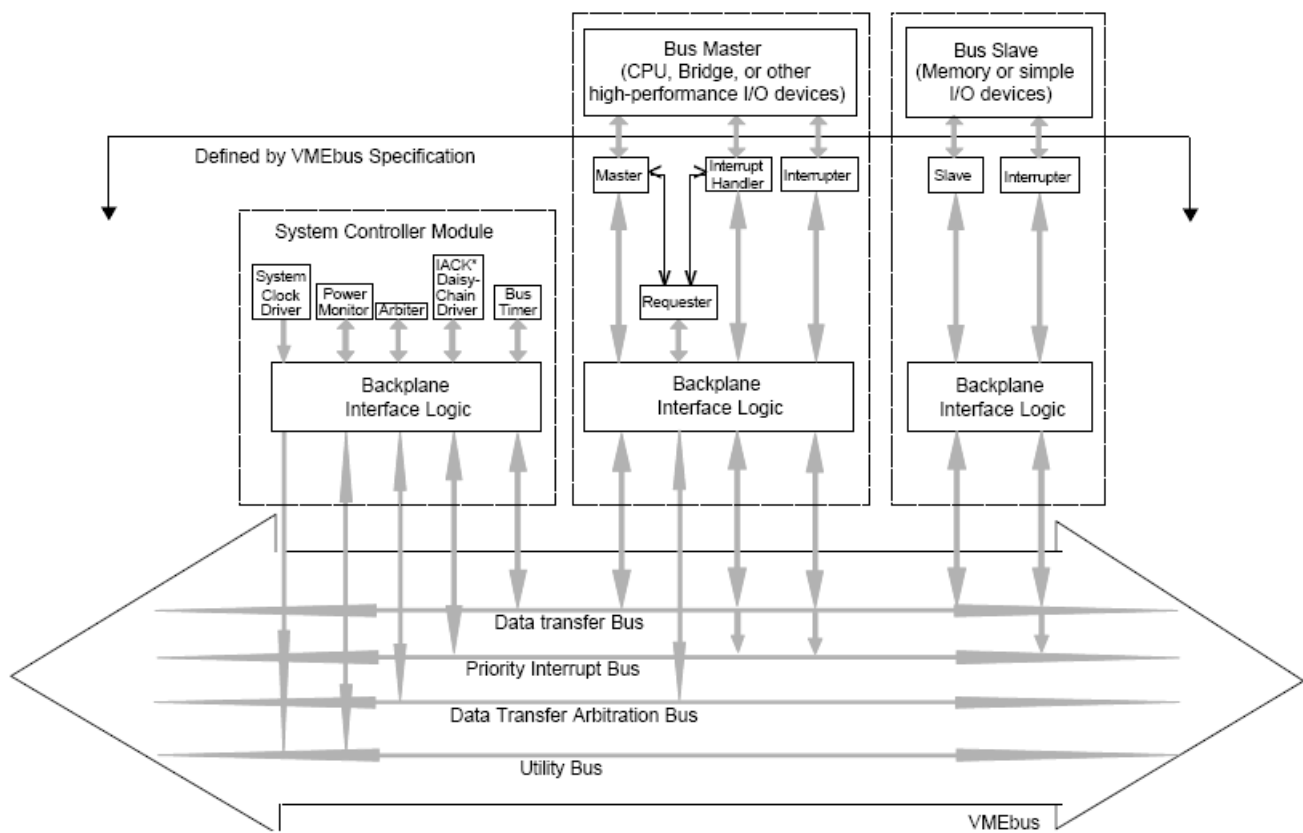 Bus Master
(CPU, Bridge, or other
high-performance I/O devices)
Bus Slave
(Memory or simple
I/O devices)
Defined by VMEbus Specification
Master
Interrupt
Handler
Interrupter
Slave
Interrupter
System Controller Module
System
Clock
Driver
Power
Monitor
Arbiter
IACK*
Daisy-
Chain
Driver
Bus
Timer
Requester
Backplane
Interface Logic
Backplane
Interface Logic
Backplane
Interface Logic
Data transfer Bus
Priority Interrupt Bus
Data Transfer Arbitration Bus
Utility Bus
VMEbus